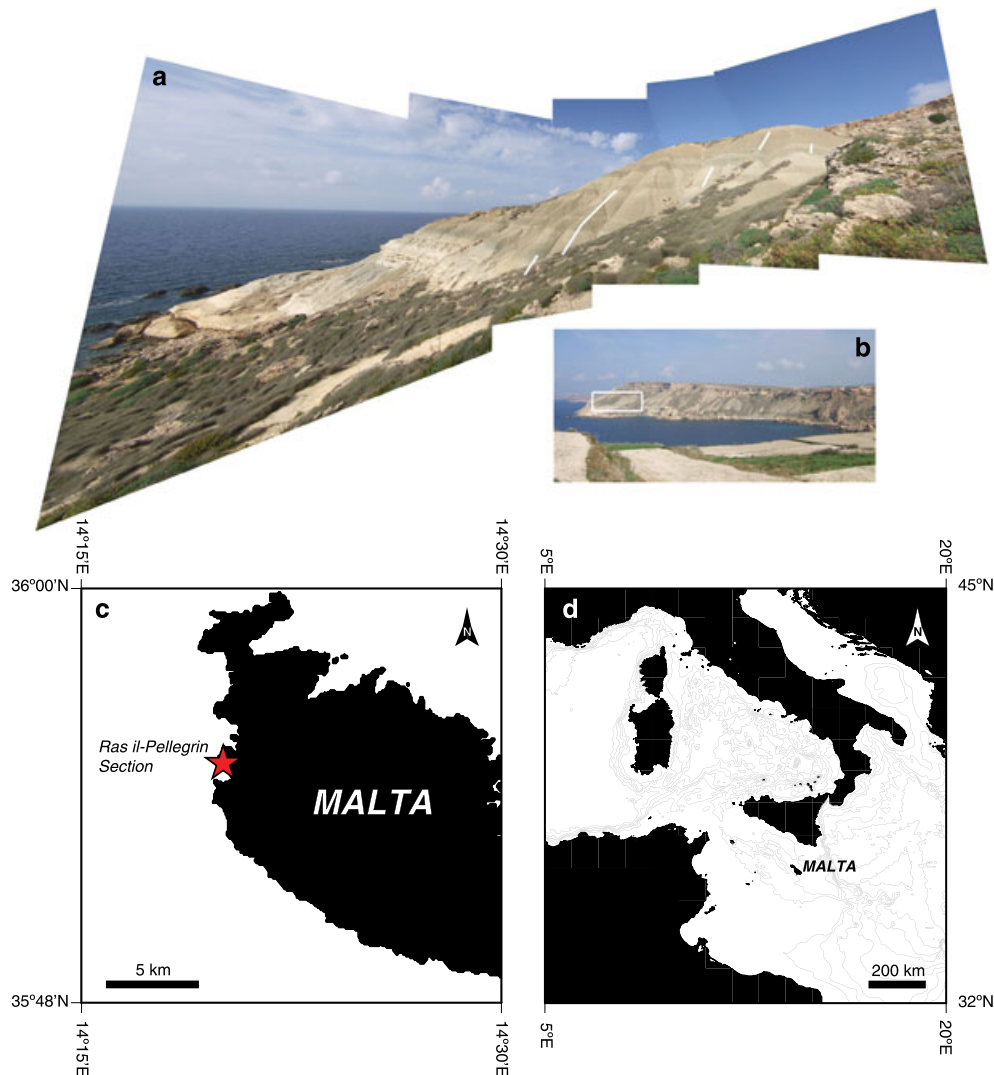 a
b
14°15'E
14°30'E
5°E
20°E
36°00'N
45°N
c
N
d
N
Ras il-Pellegrin
Section
MALTA
MALTA
5 km
200 km
35°48'N
32°N
14°15'E
14°30'E
5°E
20°E